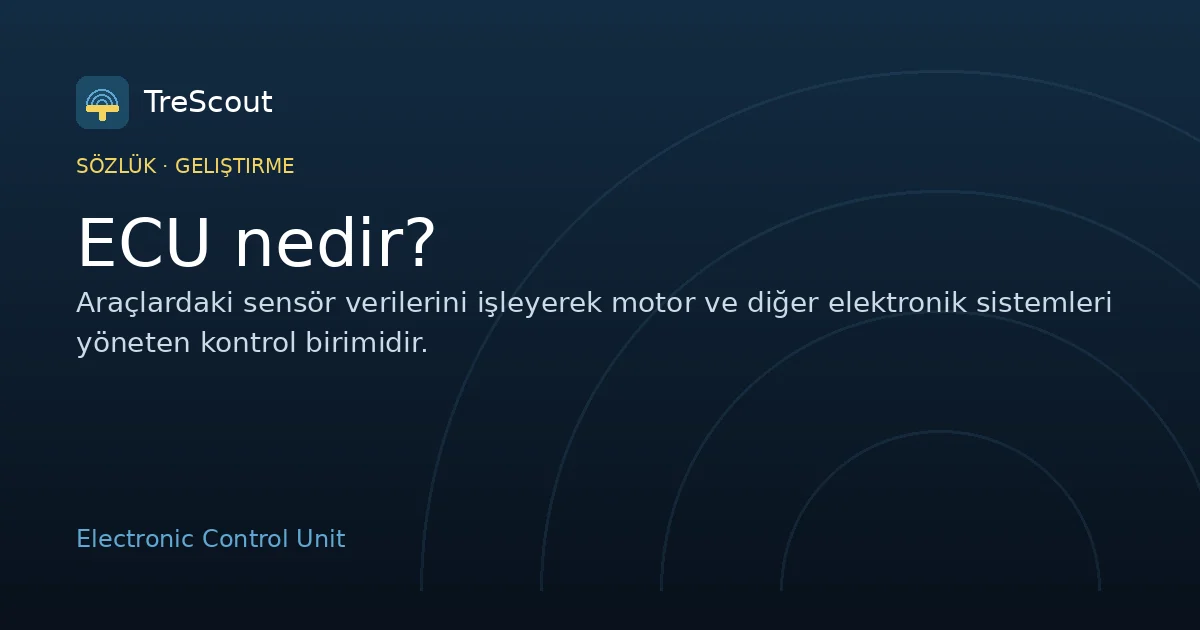 TreScout
SÖZLÜK · GELIŞTIRME
ECU nedir?
Araçlardaki sensör verilerini işleyerek motor ve diğer elektronik sistemleri
yöneten kontrol birimidir.
Electronic Control Unit